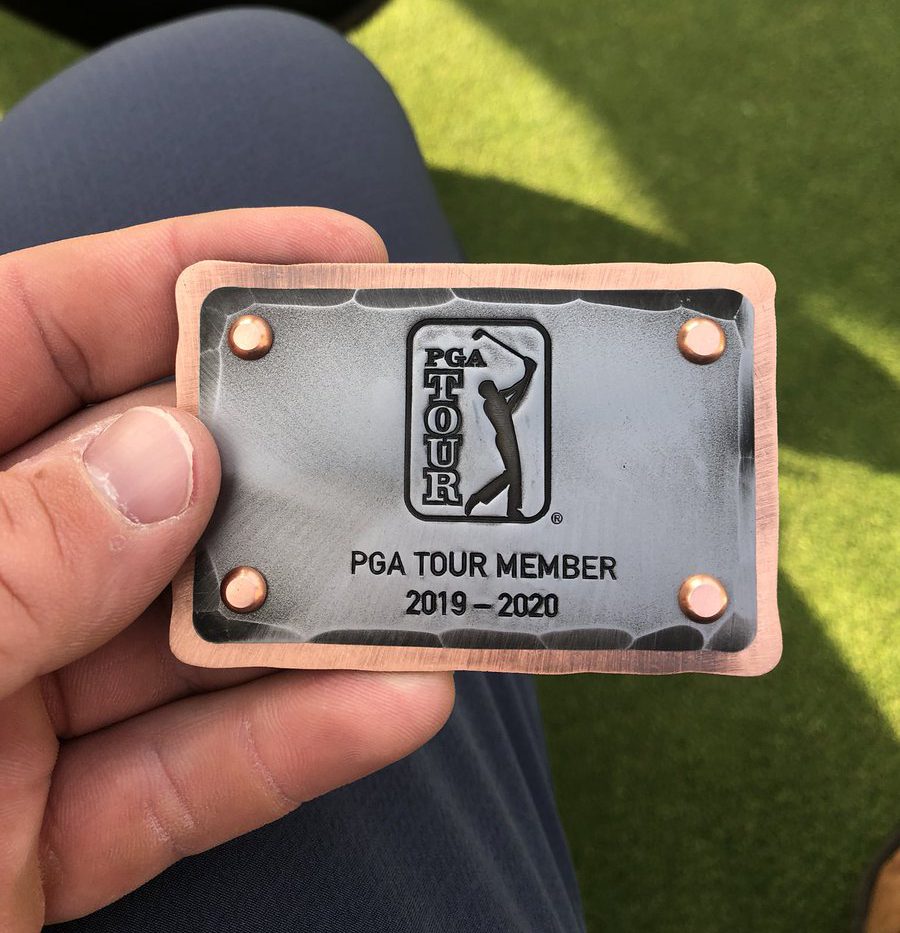 PGA
TOUR
®
PGA TOUR MEMBER
2019 – 2020